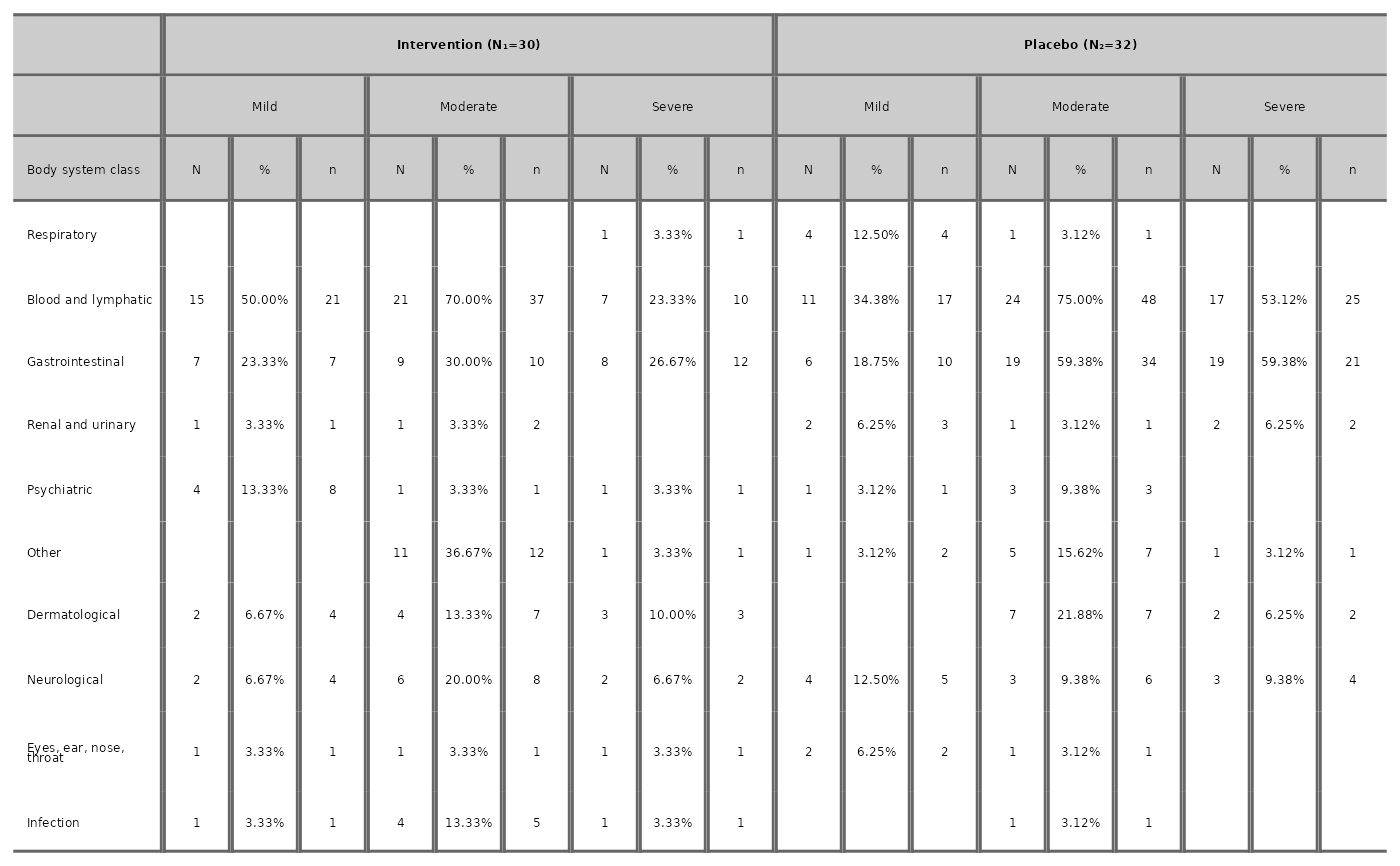 Intervention (N₁=30) Placebo (N₂=32)
Mild Moderate Severe Mild Moderate Severe
Body system class N % n N % n N % n N % n N % n N % n
Respiratory 1 3.33% 1 4 12.50% 4 1 3.12% 1
Blood and lymphatic 15 50.00% 21 21 70.00% 37 7 23.33% 10 11 34.38% 17 24 75.00% 48 17 53.12% 25
Gastrointestinal 7 23.33% 7 9 30.00% 10 8 26.67% 12 6 18.75% 10 19 59.38% 34 19 59.38% 21
Renal and urinary 1 3.33% 1 1 3.33% 2 2 6.25% 3 1 3.12% 1 2 6.25% 2
Psychiatric 4 13.33% 8 1 3.33% 1 1 3.33% 1 1 3.12% 1 3 9.38% 3
Other 11 36.67% 12 1 3.33% 1 1 3.12% 2 5 15.62% 7 1 3.12% 1
Dermatological 2 6.67% 4 4 13.33% 7 3 10.00% 3 7 21.88% 7 2 6.25% 2
Neurological 2 6.67% 4 6 20.00% 8 2 6.67% 2 4 12.50% 5 3 9.38% 6 3 9.38% 4
Eyes, ear, nose,
throat 1 3.33% 1 1 3.33% 1 1 3.33% 1 2 6.25% 2 1 3.12% 1
Infection 1 3.33% 1 4 13.33% 5 1 3.33% 1 1 3.12% 1